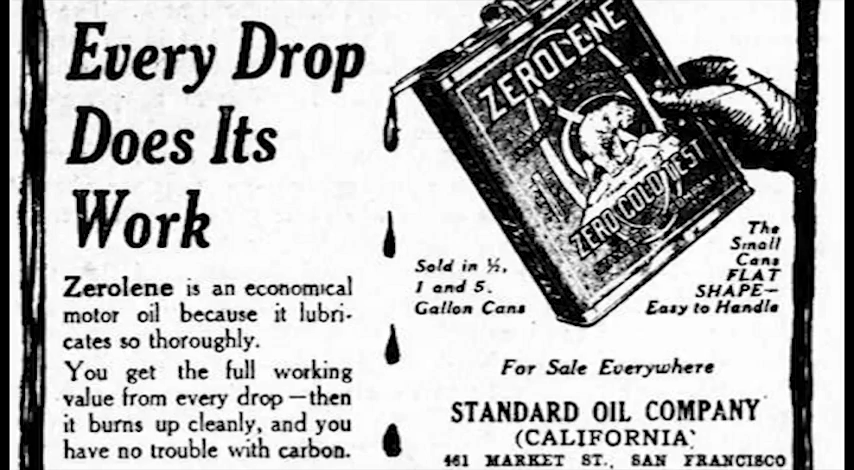 Every Drop
Does Its
Work
Zerolene is an economical
motor oil because it lubri-
cates so thoroughly.
You get the full working
value from every drop—then
it burns up cleanly, and you
have no trouble with carbon.
ZEROLENE
ZERO COLD TEST
Sold in ½,
1 and 5.
Gallon Cans
The
Small
Cans
FLAT
SHAPE—
Easy to Handle
For Sale Everywhere
STANDARD OIL COMPANY
(CALIFORNIA)
461 MARKET ST., SAN FRANCISCO